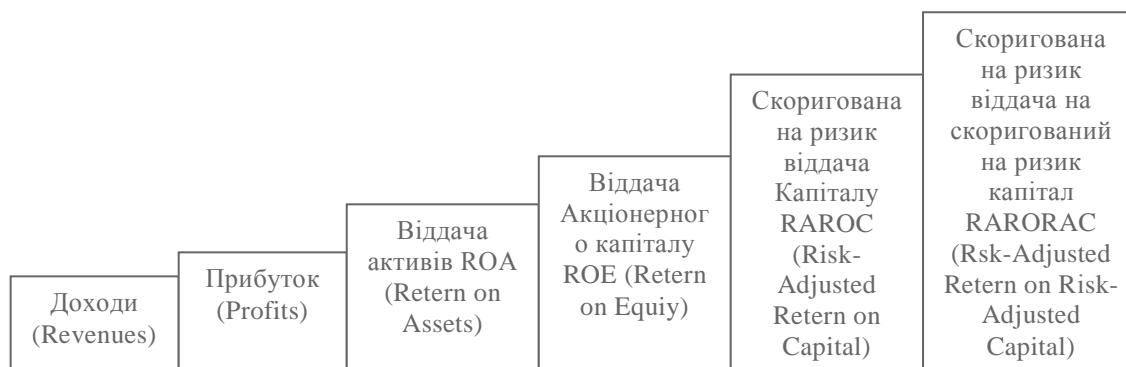 Доходи
(Revenues)
Прибуток
(Profits)
Віддача
активів ROA
(Retern on
Assets)
Віддача
Акціонерног
о капіталу
ROE (Retern
on Equiy)
Скоригована
на ризик
віддача
Капіталу
RAROC
(Risk-
Adjusted
Retern on
Capital)
Скоригована
на ризик
віддача на
скоригований
на ризик
капітал
RARORAC
(Rsk-Adjusted
Retern on Risk-
Adjusted
Capital)